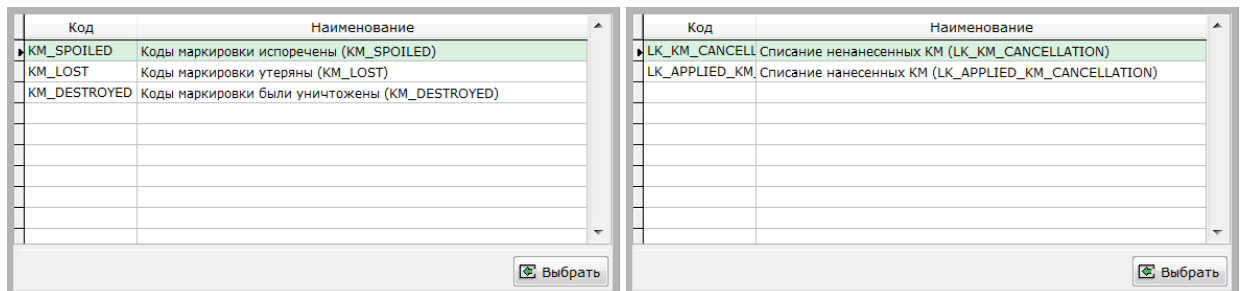 Код Наименование
KM_SPOILED Коды маркировки испоречены (KM_SPOILED)
KM_LOST Коды маркировки утеряны (KM_LOST)
KM_DESTROYED Коды маркировки были уничтожены (KM_DESTROYED)
Выбрать
Код Наименование
LK_KM_CANCELL Списание ненанесенных КМ (LK_KM_CANCELLATION)
LK_APPLIED_KM_ Списание нанесенных КМ (LK_APPLIED_KM_CANCELLATION)
Выбрать